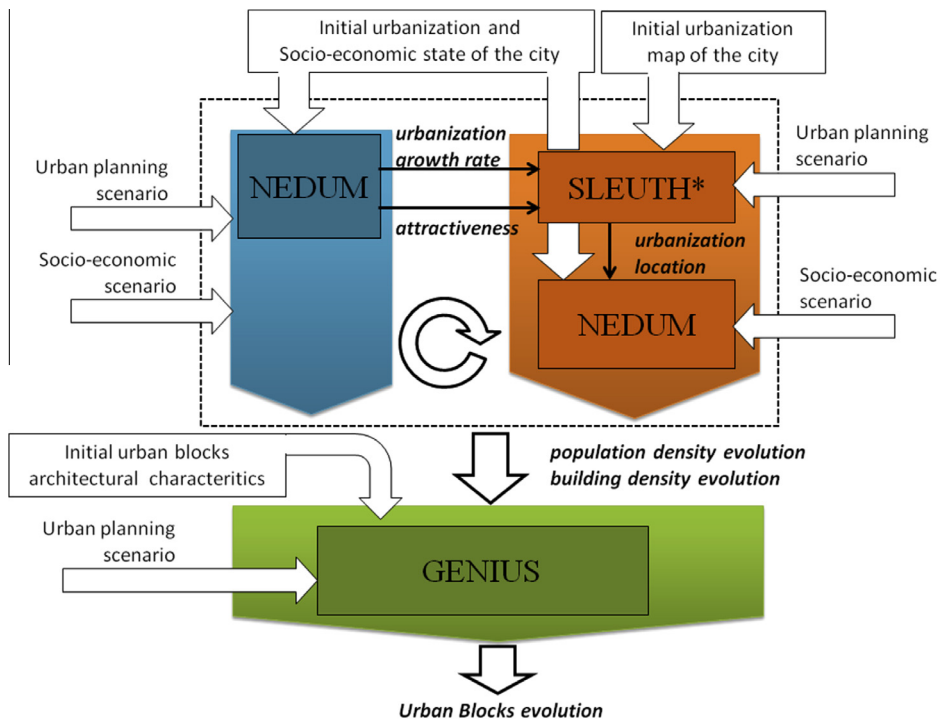 Initial urbanization and
Socio-economic state of the city
Initial urbanization
map of the city
Urban planning
scenario
Socio-economic
scenario
NEDUM
urbanization
growth rate
attractiveness
SLEUTH*
urbanization
location
NEDUM
Urban planning
scenario
Socio-economic
scenario
population density evolution
building density evolution
Initial urban blocks
architectural characteritics
Urban planning
scenario
GENIUS
Urban Blocks evolution